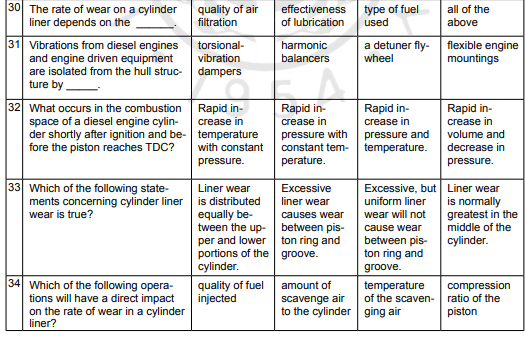 30 The rate of wear on a cylinder liner depends on the _______.
quality of air filtration
effectiveness of lubrication
type of fuel used
all of the above
31 Vibrations from diesel engines and engine driven equipment are isolated from the hull struc-
ture by _____.
torsional-
vibration
dampers
harmonic
balancers
a detuner fly-
wheel
flexible engine
mountings
32 What occurs in the combustion
space of a diesel engine cylin-
der shortly after ignition and be-
fore the piston reaches TDC?
Rapid in-
crease in
temperature
with constant
pressure.
Rapid in-
crease in
pressure with
constant tem-
perature.
Rapid in-
crease in
pressure and
temperature.
Rapid in-
crease in
volume and
decrease in
pressure.
33 Which of the following state-
ments concerning cylinder liner
wear is true?
Liner wear
is distributed
equally be-
tween the up-
per and lower
portions of the
cylinder.
Excessive
liner wear
causes wear
between pis-
ton ring and
groove.
Excessive, but
uniform liner
wear will not
cause wear
between pis-
ton ring and
groove.
Liner wear
is normally
greatest in the
middle of the
cylinder.
34 Which of the following opera-
tions will have a direct impact
on the rate of wear in a cylinder
liner?
quality of fuel
injected
amount of
scavenge air
to the cylinder
temperature
of the scaven-
ging air
compression
ratio of the
piston
1954